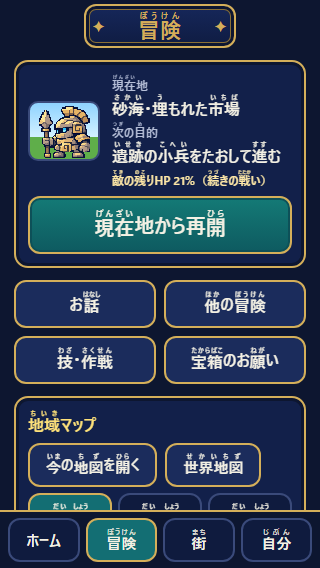 冒険
現在地
砂海・埋もれた市場
次の目的
遺跡の小兵をたおして進む
敵の残りHP 21%（続きの戦い）
現在地から再開
お話
他の冒険
技・作戦
宝箱のお願い
地域マップ
今の地図を開く
世界地図
ホーム
冒険
街
自分